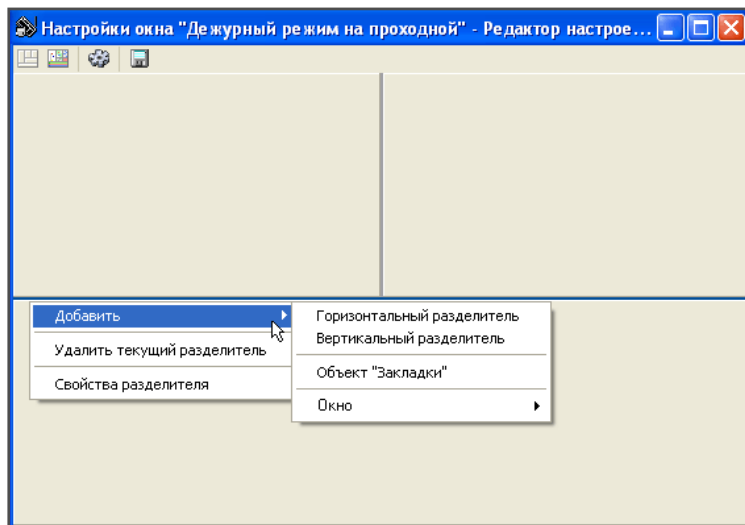 Настройки окна "Дежурный режим на проходной" - Редактор настрое...
Добавить
Удалить текущий разделитель
Свойства разделителя
Горизонтальный разделитель
Вертикальный разделитель
Объект "Закладки"
Окно